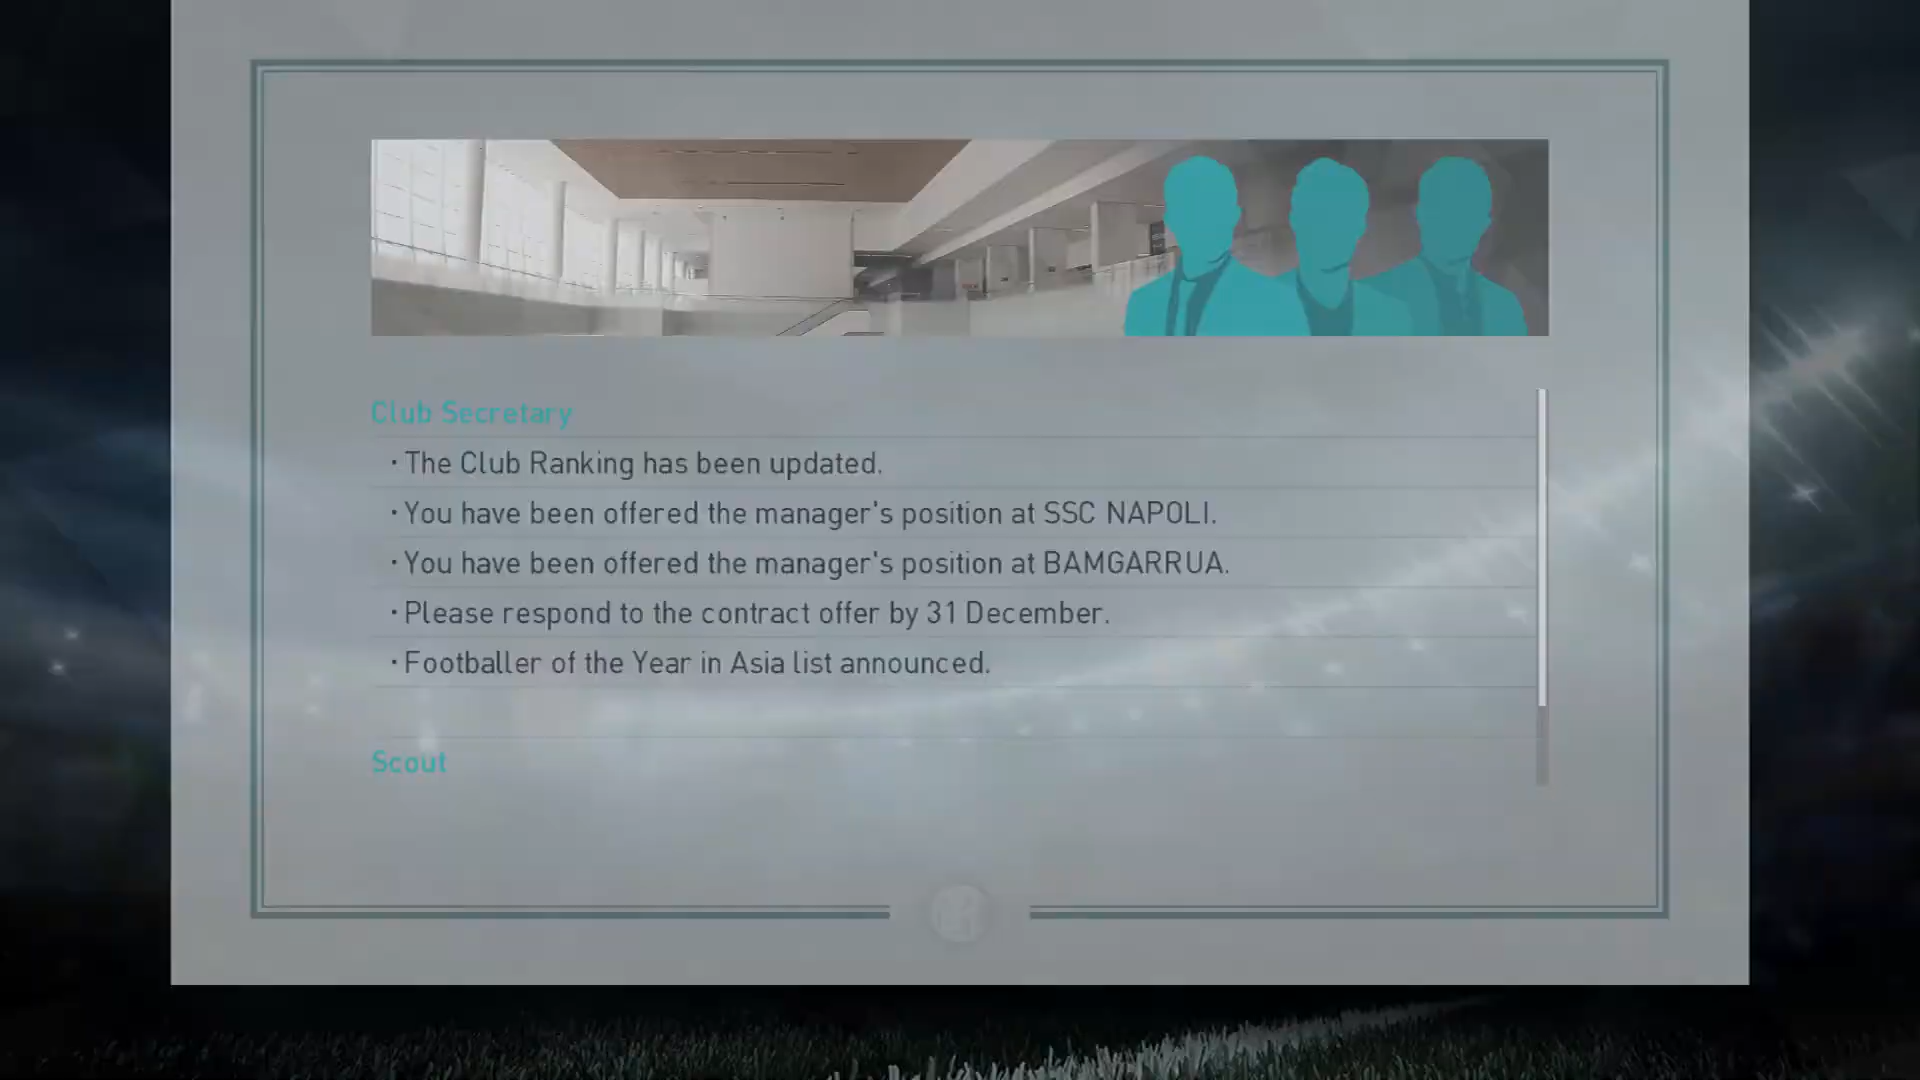 Club Secretary
・The Club Ranking has been updated.
・You have been offered the manager's position at SSC NAPOLI.
・You have been offered the manager's position at BAMGARRUA.
・Please respond to the contract offer by 31 December.
・Footballer of the Year in Asia list announced.
Scout